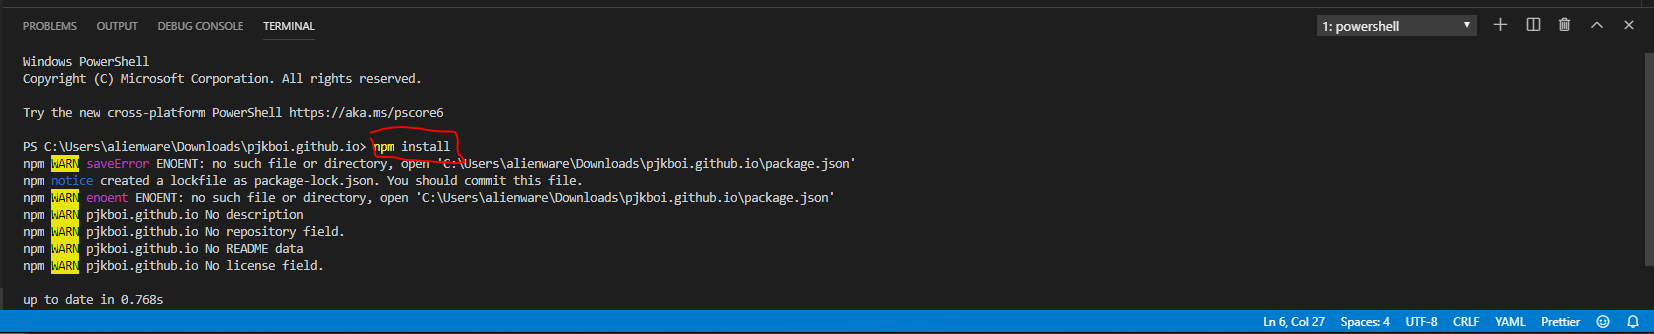 PROBLEMS OUTPUT DEBUG CONSOLE TERMINAL 1: powershell
Windows PowerShell
Copyright (C) Microsoft Corporation. All rights reserved.
Try the new cross-platform PowerShell https://aka.ms/pscore6
PS C:\Users\alienware\Downloads\pjkboi.github.io> npm install
npm WARN saveError ENOENT: no such file or directory, open 'C:\Users\alienware\Downloads\pjkboi.github.io\package.json'
npm notice created a lockfile as package-lock.json. You should commit this file.
npm WARN enoent ENOENT: no such file or directory, open 'C:\Users\alienware\Downloads\pjkboi.github.io\package.json'
npm WARN pjkboi.github.io No description
npm WARN pjkboi.github.io No repository field.
npm WARN pjkboi.github.io No README data
npm WARN pjkboi.github.io No license field.
up to date in 0.768s
Ln 6, Col 27 Spaces: 4 UTF-8 CRLF YAML Prettier